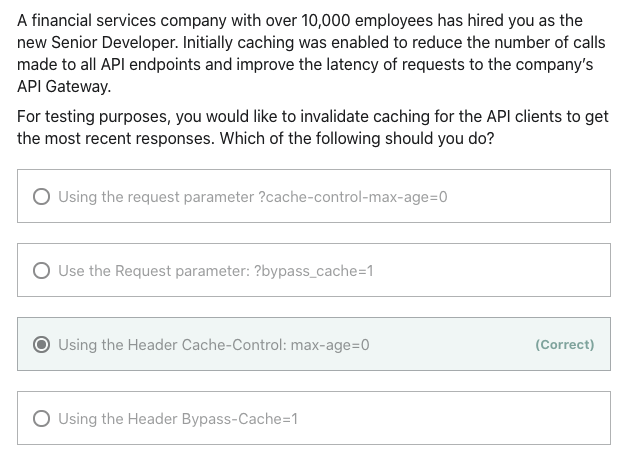 A financial services company with over 10,000 employees has hired you as the
new Senior Developer. Initially caching was enabled to reduce the number of calls
made to all API endpoints and improve the latency of requests to the company’s
API Gateway.
For testing purposes, you would like to invalidate caching for the API clients to get
the most recent responses. Which of the following should you do?
Using the request parameter ?cache-control-max-age=0
Use the Request parameter: ?bypass_cache=1
Using the Header Cache-Control: max-age=0 (Correct)
Using the Header Bypass-Cache=1